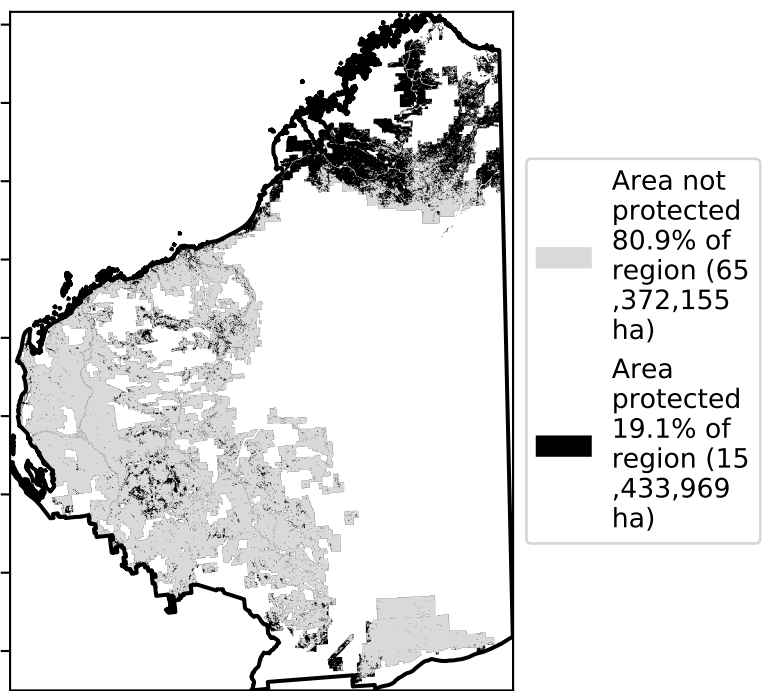 Area not
protected
80.9% of
region (65
,372,155
ha)
Area
protected
19.1% of
region (15
,433,969
ha)